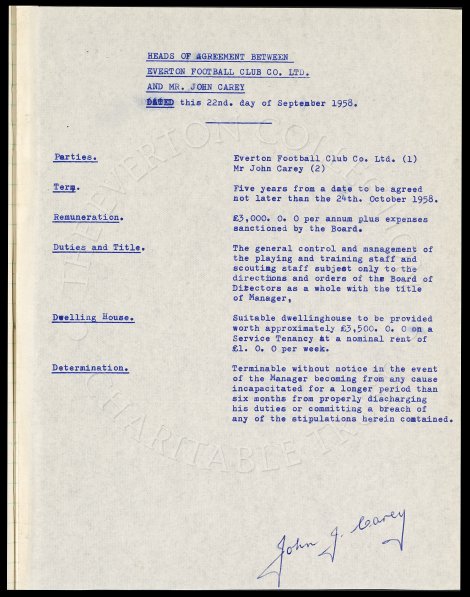 HEADS OF AGREEMENT BETWEEN
EVERTON FOOTBALL CLUB CO. LTD.
AND MR. JOHN CAREY
DATED this 22nd. day of September 1958.
Parties.
Everton Football Club Co. Ltd. (1)
Mr John Carey (2)
Term.
Five years from a date to be agreed
not later than the 24th. October 1958.
Remuneration.
£3,000. 0. 0 per annum plus expenses
sanctioned by the Board.
Duties and Title.
The general control and management of
the playing and training staff and
scouting staff subject only to the
directions and orders of the Board of
Directors as a whole with the title
of Manager,
Dwelling House.
Suitable dwellinghouse to be provided
worth approximately £3,500. 0. 0 on a
Service Tenancy at a nominal rent of
£1. 0. 0 per week.
Determination.
Terminable without notice in the event
of the Manager becoming from any cause
incapacitated for a longer period than
six months from properly discharging
his duties or committing a breach of
any of the stipulations herein contained.
John J. Carey
THE EVERTON COLLECTION
CHARITABLE TRUST